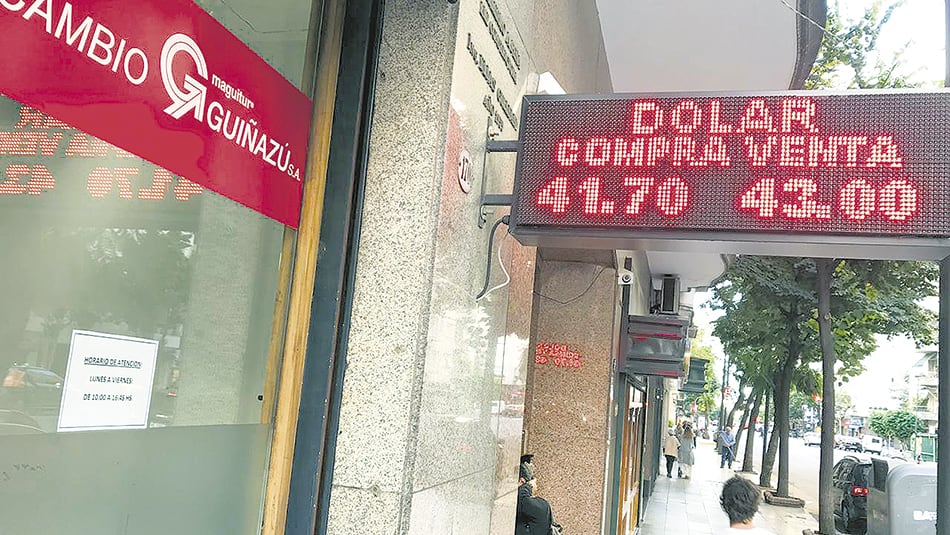 CAMBIO
maguitur
GUIÑAZÚ S.A.
HORARIO DE ATENCION:
LUNES A VIERNES
DE 10:00 A 16:45 HS
DOLAR
COMPRA VENTA
41.70 43.00